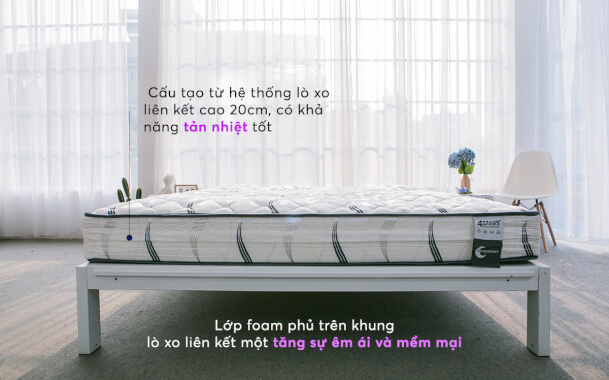 Cấu tạo từ hệ thống lò xo
liên kết cao 20cm, có khả
năng tản nhiệt tốt
Lớp foam phủ trên khung
lò xo liên kết một tăng sự êm ái và mềm mại